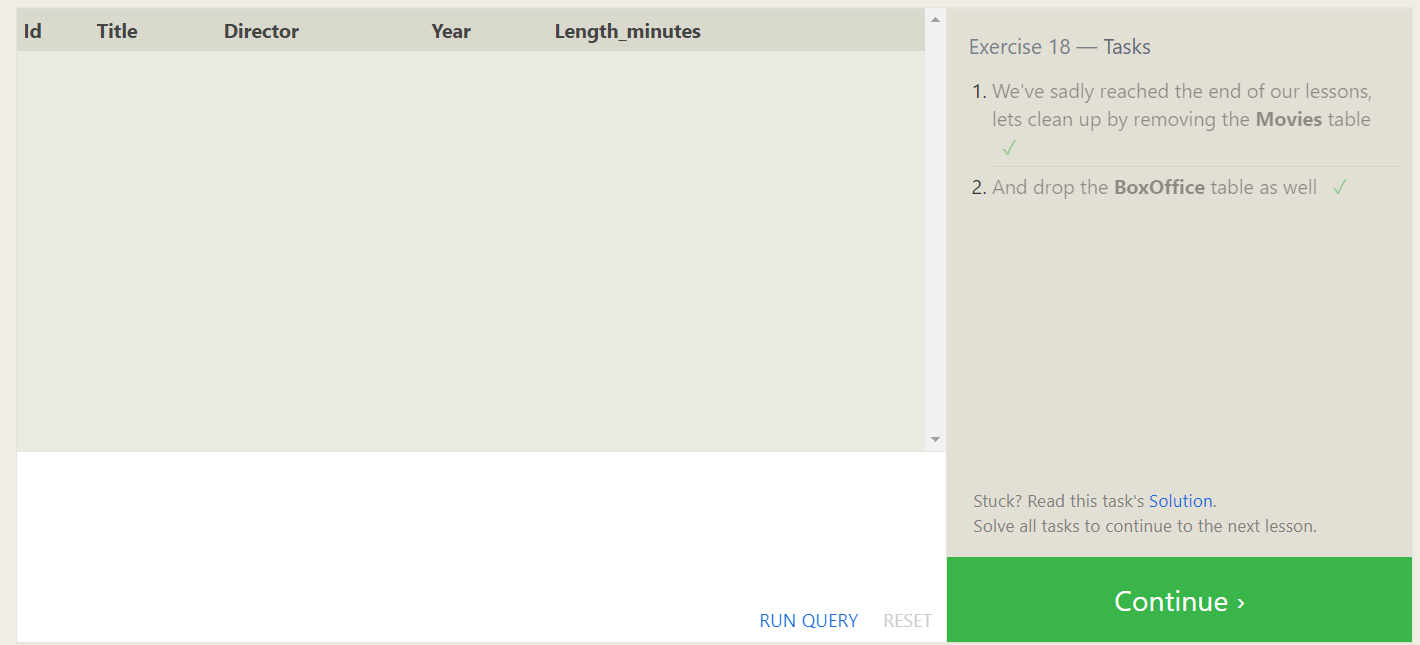 Id Title Director Year Length_minutes
RUN QUERY RESET
Exercise 18 — Tasks
1. We've sadly reached the end of our lessons,
lets clean up by removing the Movies table
✓
2. And drop the BoxOffice table as well ✓
Stuck? Read this task's Solution.
Solve all tasks to continue to the next lesson.
Continue ›